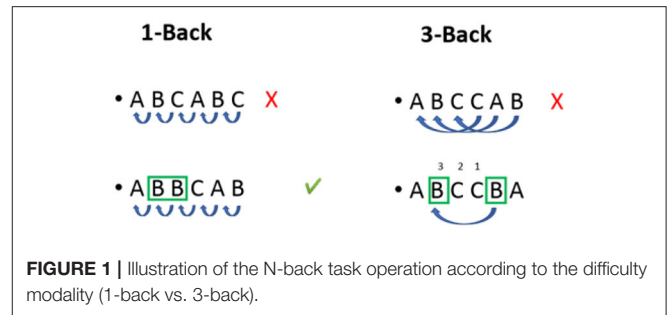 1-Back
3-Back
• A B C A B C X
• A B C C A B X
3 2 1
• A B B C A B ✓
• A B C C B A
FIGURE 1 | Illustration of the N-back task operation according to the difficulty
modality (1-back vs. 3-back).